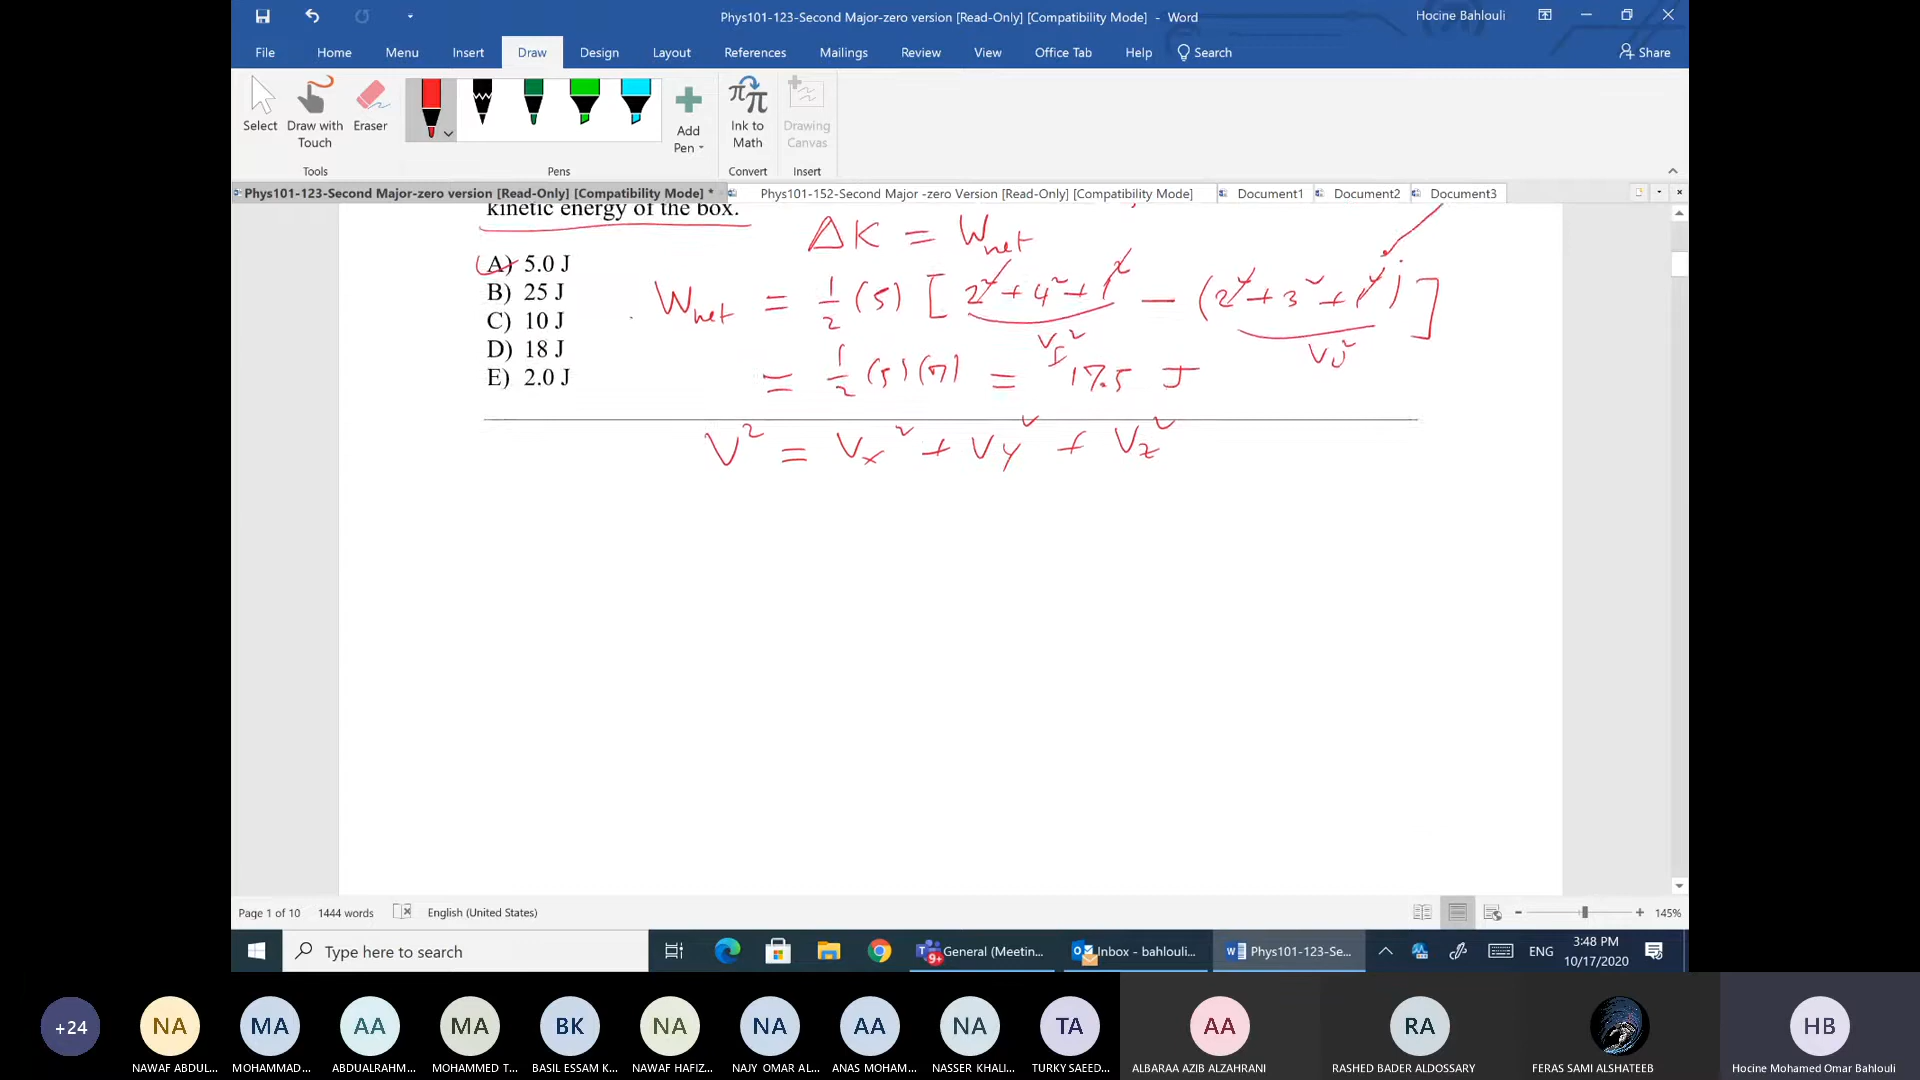 Phys101-123-Second Major-zero version [Read-Only] [Compatibility Mode] - Word
Hocine Bahlouli
File Home Menu Insert Draw Design Layout References Mailings Review View Office Tab Help Search Share
Select
Draw with Touch
Eraser
Tools
Pens
Add Pen
Ink to Math
Convert
Drawing Canvas
Insert
Phys101-123-Second Major-zero version [Read-Only] [Compatibility Mode] *
Phys101-152-Second Major -zero Version [Read-Only] [Compatibility Mode]
Document1
Document2
Document3
kinetic energy of the box.
ΔK = Wnet
A) 5.0 J
B) 25 J
C) 10 J
D) 18 J
E) 2.0 J
Wnet = 1/2 (5) [2² + 4² + 1² - (2² + 3² + 1²)]
Vf² Vi²
= 1/2 (5)(7) = 17.5 J
V² = Vx² + Vy² + Vz²
Page 1 of 10 1444 words English (United States) 145%
Type here to search
9+
General (Meetin...
Inbox - bahlouli...
Phys101-123-Se...
ENG
3:48 PM
10/17/2020
+24
NA MA AA MA BK NA NA AA NA TA AA RA HB
NAWAF ABDUL... MOHAMMAD... ABDUALRAHM... MOHAMMED T... BASIL ESSAM K... NAWAF HAFIZ... NAJY OMAR AL... ANAS MOHAM... NASSER KHALI... TURKY SAEED... ALBARAA AZIB ALZAHRANI RASHED BADER ALDOSSARY FERAS SAMI ALSHATEEB Hocine Mohamed Omar Bahlouli